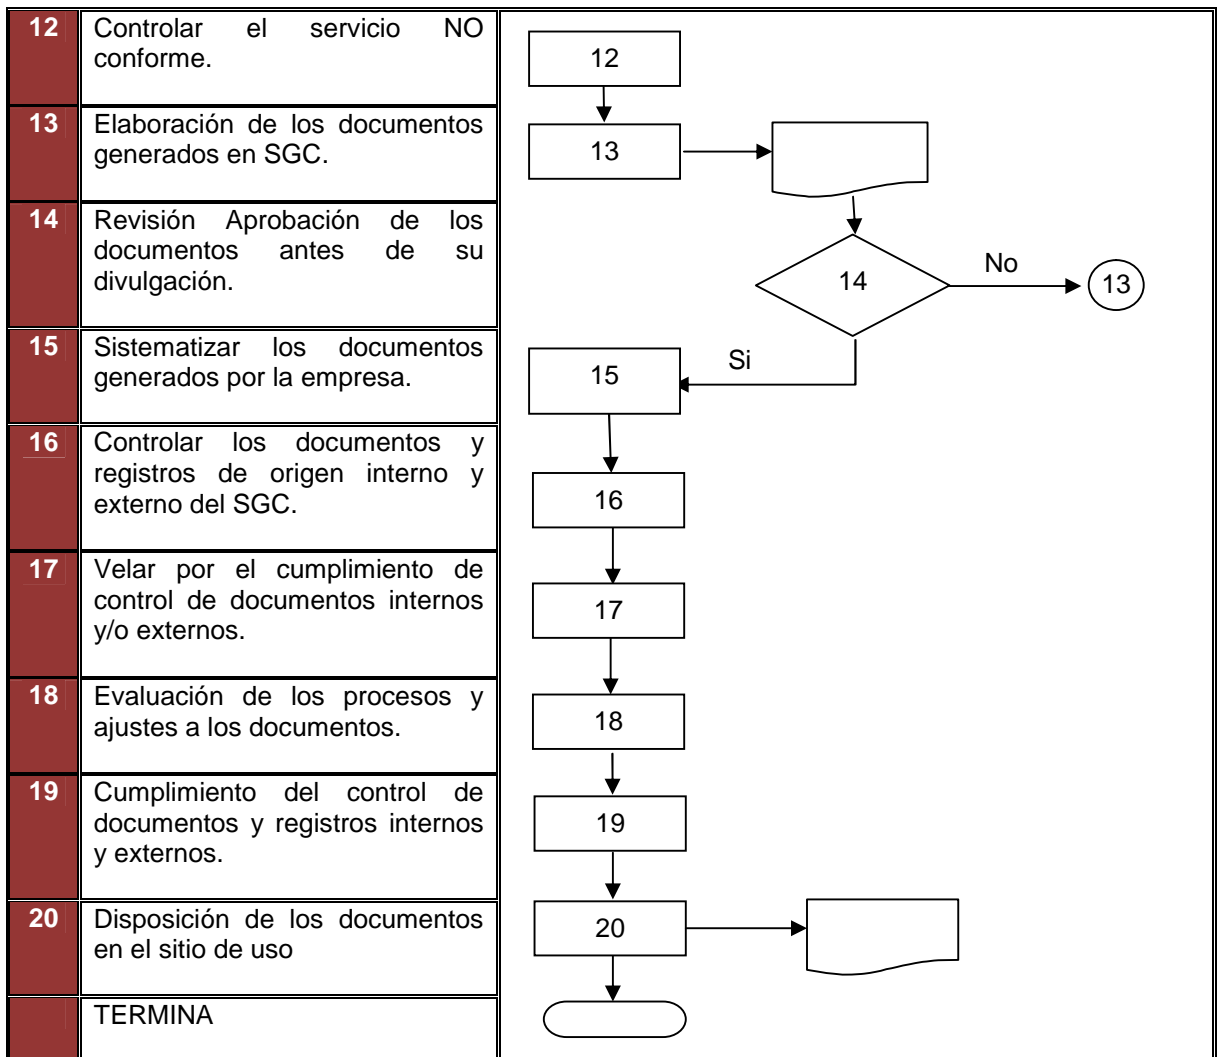 12 Controlar el servicio NO
conforme.
12
13 Elaboración de los documentos
generados en SGC.
13
14 Revisión Aprobación de los
documentos antes de su
divulgación.
14
No
13
15 Sistematizar los documentos
generados por la empresa.
Si
15
16 Controlar los documentos y
registros de origen interno y
externo del SGC.
16
17 Velar por el cumplimiento de
control de documentos internos
y/o externos.
17
18 Evaluación de los procesos y
ajustes a los documentos.
18
19 Cumplimiento del control de
documentos y registros internos
y externos.
19
20 Disposición de los documentos
en el sitio de uso
20
TERMINA